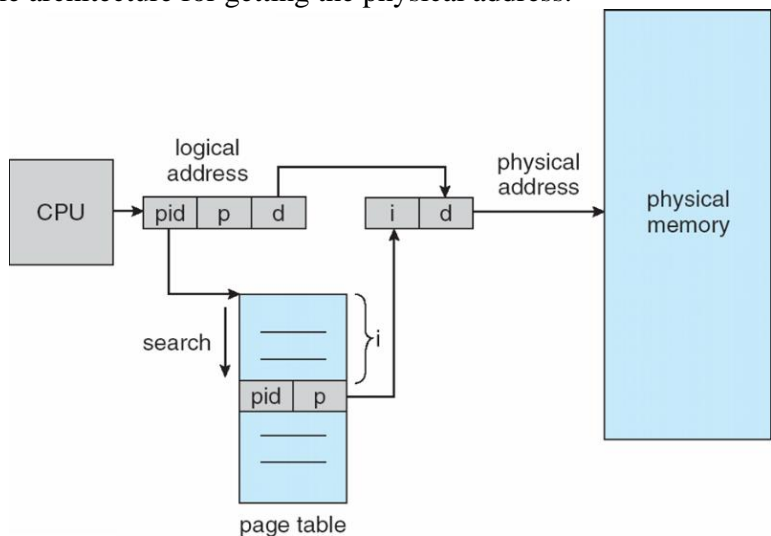 e architecture for getting the physical address.
logical
address
physical
address
CPU
pid p d
i d
physical
memory
search
i
pid p
page table